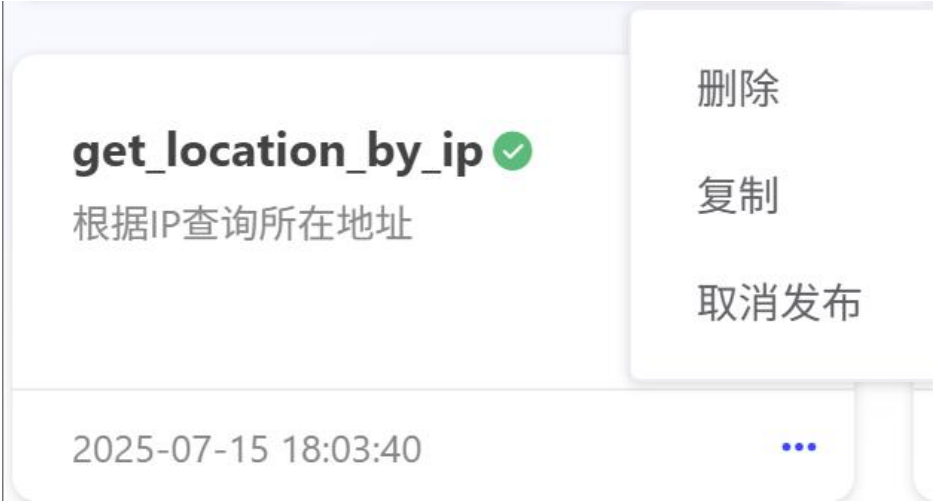 get_location_by_ip
根据IP查询所在地址
2025-07-15 18:03:40
删除
复制
取消发布